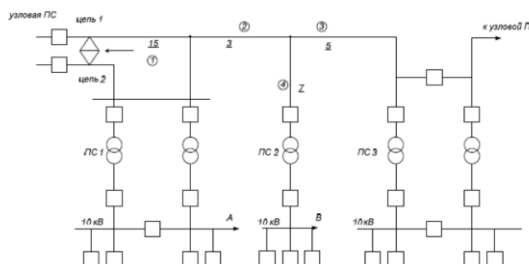 узловая ПС
цепь 1
② ③
к узловой П
15 3 5
①
цепь 2
④ 7
ПС 1 ПС 2 ПС 3
10 кВ А 10 кВ В 10 кВ